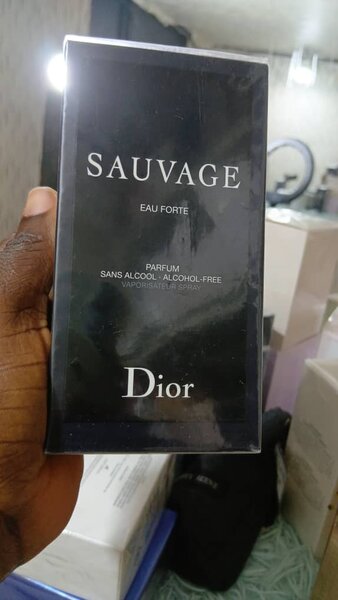 SAUVAGE
EAU FORTE
PARFUM
SANS ALCOOL - ALCOHOL-FREE
VAPORISATEUR SPRAY
Dior